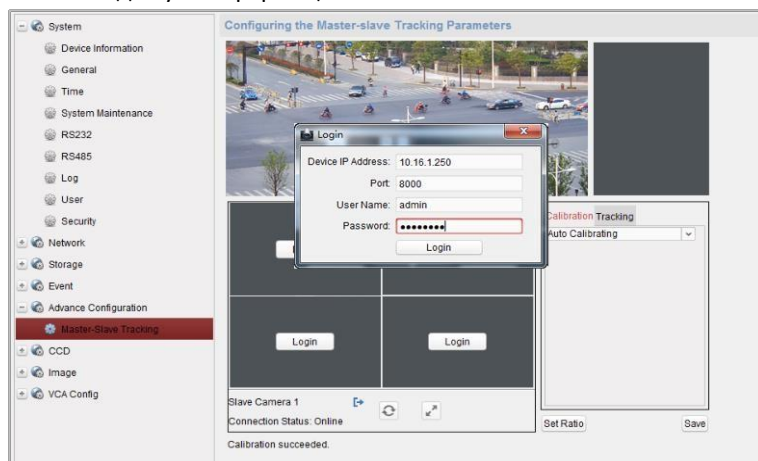 System
Device Information
General
Time
System Maintenance
RS232
RS485
Log
User
Security
Network
Storage
Event
Advance Configuration
Master-Slave Tracking
CCD
Image
VCA Config
Configuring the Master-slave Tracking Parameters
Login
Device IP Address: 10.16.1.250
Port: 8000
User Name: admin
Password: ●●●●●●●●
Login
Calibration Tracking
Auto Calibrating
Login Login
Slave Camera 1
Connection Status: Online
Set Ratio Save
Calibration succeeded.